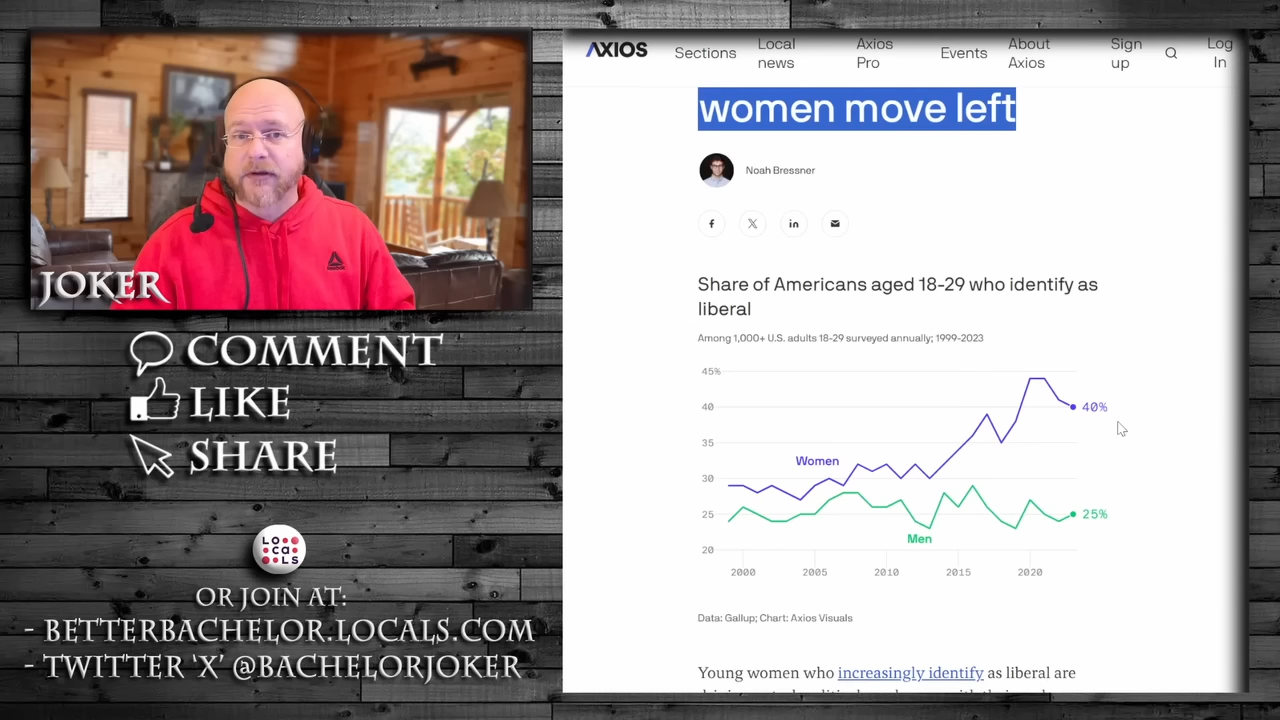 JOKER
COMMENT
LIKE
SHARE
LOCALS
OR JOIN AT:
- BETTERBACHELOR.LOCALS.COM
- TWITTER 'X' @BACHELORJOKER
AXIOS
Sections
Local news
Axios Pro
Events
About Axios
Sign up
Log In
women move left
Noah Bressner
Share of Americans aged 18-29 who identify as
liberal
Among 1,000+ U.S. adults 18-29 surveyed annually; 1999-2023
45%
40
35
30
25
20
Women
Men
40%
25%
2000
2005
2010
2015
2020
Data: Gallup; Chart: Axios Visuals
Young women who increasingly identify as liberal are